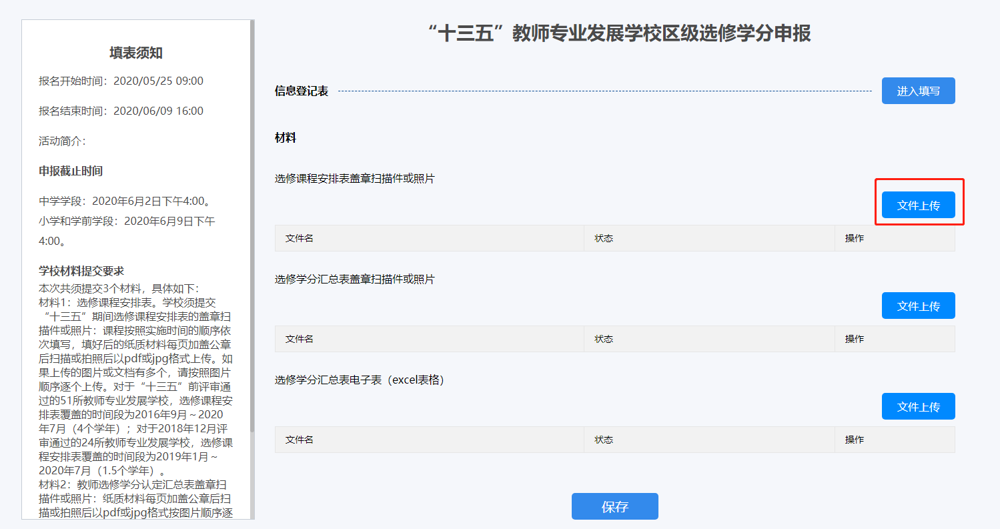 填表须知
报名开始时间：2020/05/25 09:00
报名结束时间：2020/06/09 16:00
活动简介：
申报截止时间
中学学段：2020年6月2日下午4:00。
小学和学前学段：2020年6月9日下午
4:00。
学校材料提交要求
本次共须提交3个材料，具体如下：
材料1：选修课程安排表。学校须提交
“十三五”期间选修课程安排表的盖章扫
描件或照片：课程按照实施时间的顺序依
次填写，填好后的纸质材料每页加盖公章
后扫描或拍照后以pdf或jpg格式上传。如
果上传的图片或文档有多个，请按照图片
顺序逐个上传。对于“十三五”前评审通
过的51所教师专业发展学校，选修课程安
排表覆盖的时间段为2016年9月～2020
年7月（4个学年）；对于2018年12月评
审通过的24所教师专业发展学校，选修课
程安排表覆盖的时间段为2019年1月～
2020年7月（1.5个学年）。
材料2：教师选修学分认定汇总表盖章扫
描件或照片：纸质材料每页加盖公章后扫
描或拍照后以pdf或jpg格式按图片顺序逐
“十三五”教师专业发展学校区级选修学分申报
信息登记表 进入填写
材料
选修课程安排表盖章扫描件或照片
文件上传
文件名 状态 操作
选修学分汇总表盖章扫描件或照片
文件上传
文件名 状态 操作
选修学分汇总表电子表（excel表格）
文件上传
文件名 状态 操作
保存